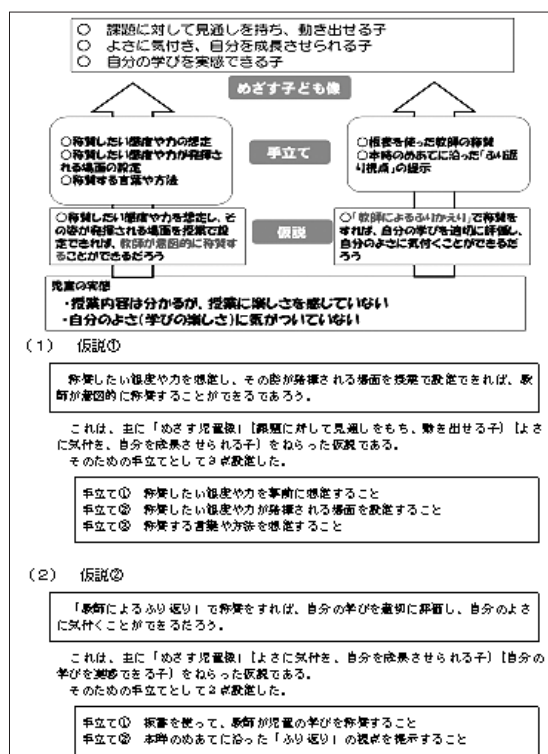 ○　課題に対して見通しを持ち、動き出せる子
○　よさに気付き、自分を成長させられる子
○　自分の学びを実感できる子
めざす子ども像
○称賛したい態度や力の想定
○称賛したい態度や力が発揮さ
れる場面の設定
○称賛する言葉や方法
手立て
○板書を使った教師の称賛
○本時のめあてに沿った「ふり返
り視点」の提示
○称賛したい態度や力を想定し、そ
の姿が発揮される場面を授業で設
定できれば、教師が意図的に称賛す
ることができるだろう
仮説
○「教師によるふりかえり」で称賛を
すれば、自分の学びを適切に評価し、
自分のよさに気付くことができるだ
ろう
児童の実態
・授業内容は分かるが、授業に楽しさを感じていない
・自分のよさ（学びの楽しさ）に気がついていない
（１）　仮説①
称賛したい態度や力を想定し、その姿が発揮される場面を授業で設定できれば、教
師が意図的に称賛することができるであろう。
これは、主に「めざす児童像」［課題に対して見通しをもち、動き出せる子］［よさ
に気付き、自分を成長させられる子］をねらった仮説である。
そのための手立てとして３点設定した。
手立て①　称賛したい態度や力を事前に想定すること
手立て②　称賛したい態度や力が発揮される場面を設定すること
手立て③　称賛する言葉や方法を想定すること
（２）　仮説②
「教師によるふり返り」で称賛をすれば、自分の学びを適切に評価し、自分のよさ
に気付くことができるだろう。
これは、主に「めざす児童像」［よさに気付き、自分を成長させられる子］［自分の
学びを実感できる子］をねらった仮説である。
そのための手立てとして２点設定した。
手立て①　板書を使って、教師が児童の学びを称賛すること
手立て②　本時のめあてに沿った「ふり返り」の視点を提示すること